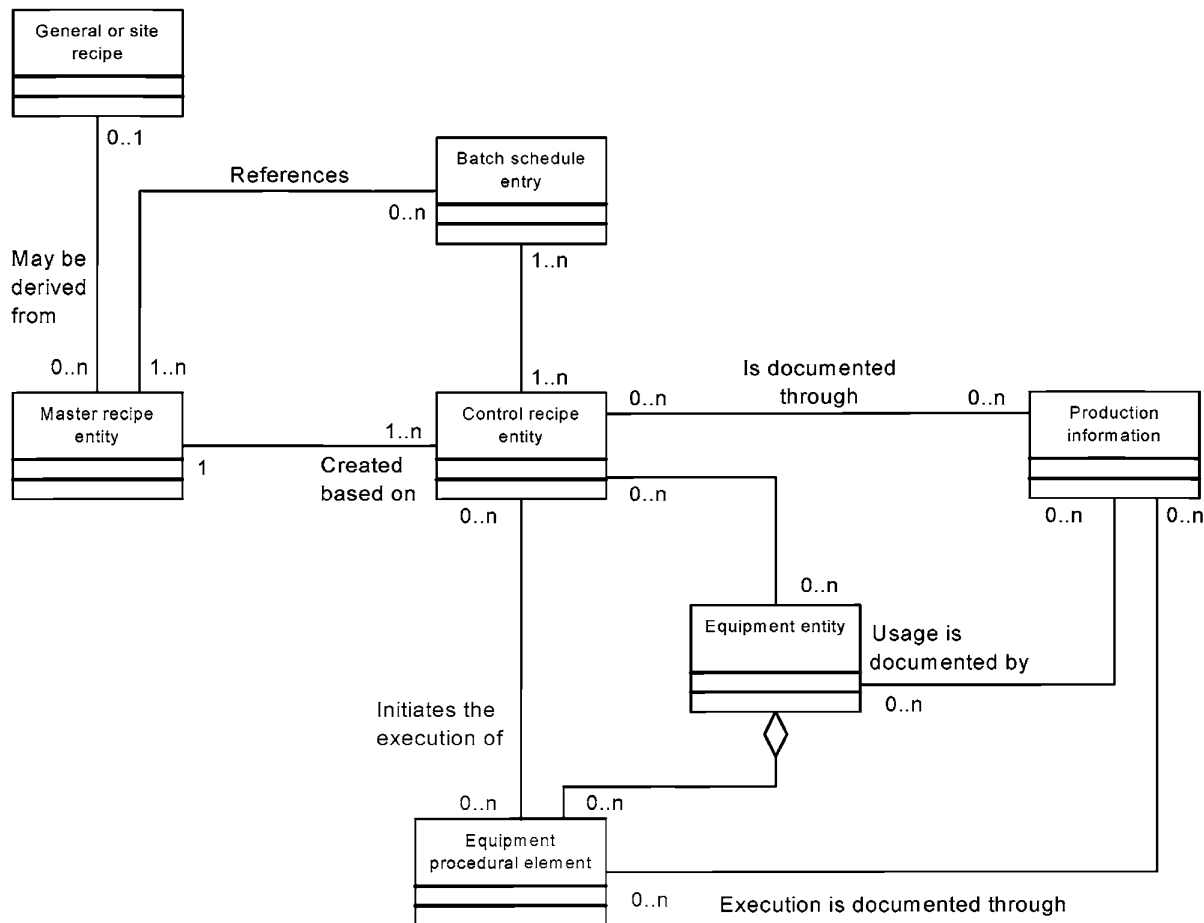 General or site
recipe
0..1
Batch schedule
entry
References
0..n
1..n
May be
derived
from
0..n
1..n
1..n
Is documented
through
0..n
0..n
Master recipe
entity
Control recipe
entity
Production
information
1..n
1
Created
based on
0..n
0..n
0..n
0..n
0..n
Equipment entity
Usage is
documented by
0..n
Initiates the
execution of
0..n
0..n
Equipment
procedural element
0..n
Execution is documented through